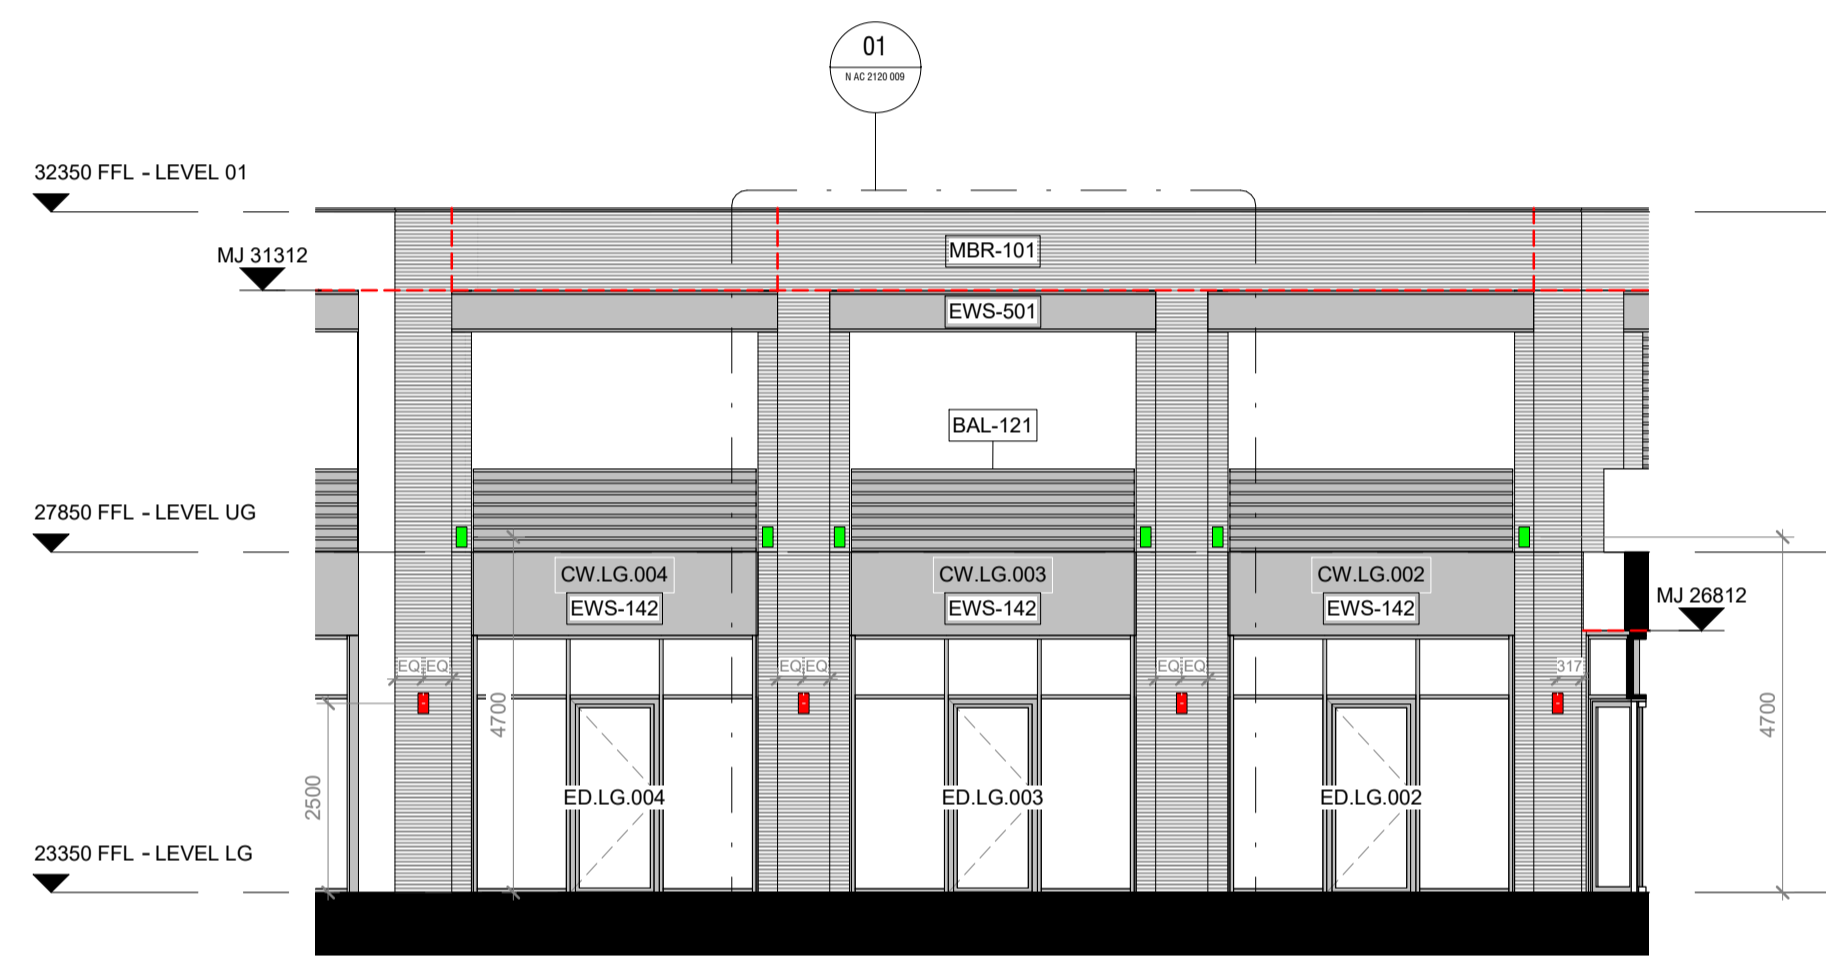 01
N AC 2120 009
32350 FFL - LEVEL 01
MJ 31312
MBR-101
EWS-501
BAL-121
27850 FFL - LEVEL UG
CW.LG.004
CW.LG.003
CW.LG.002
EWS-142
EWS-142
EWS-142
MJ 26812
EQ EQ
EQ EQ
EQ EQ
317
4700
4700
2500
ED.LG.004
ED.LG.003
ED.LG.002
23350 FFL - LEVEL LG